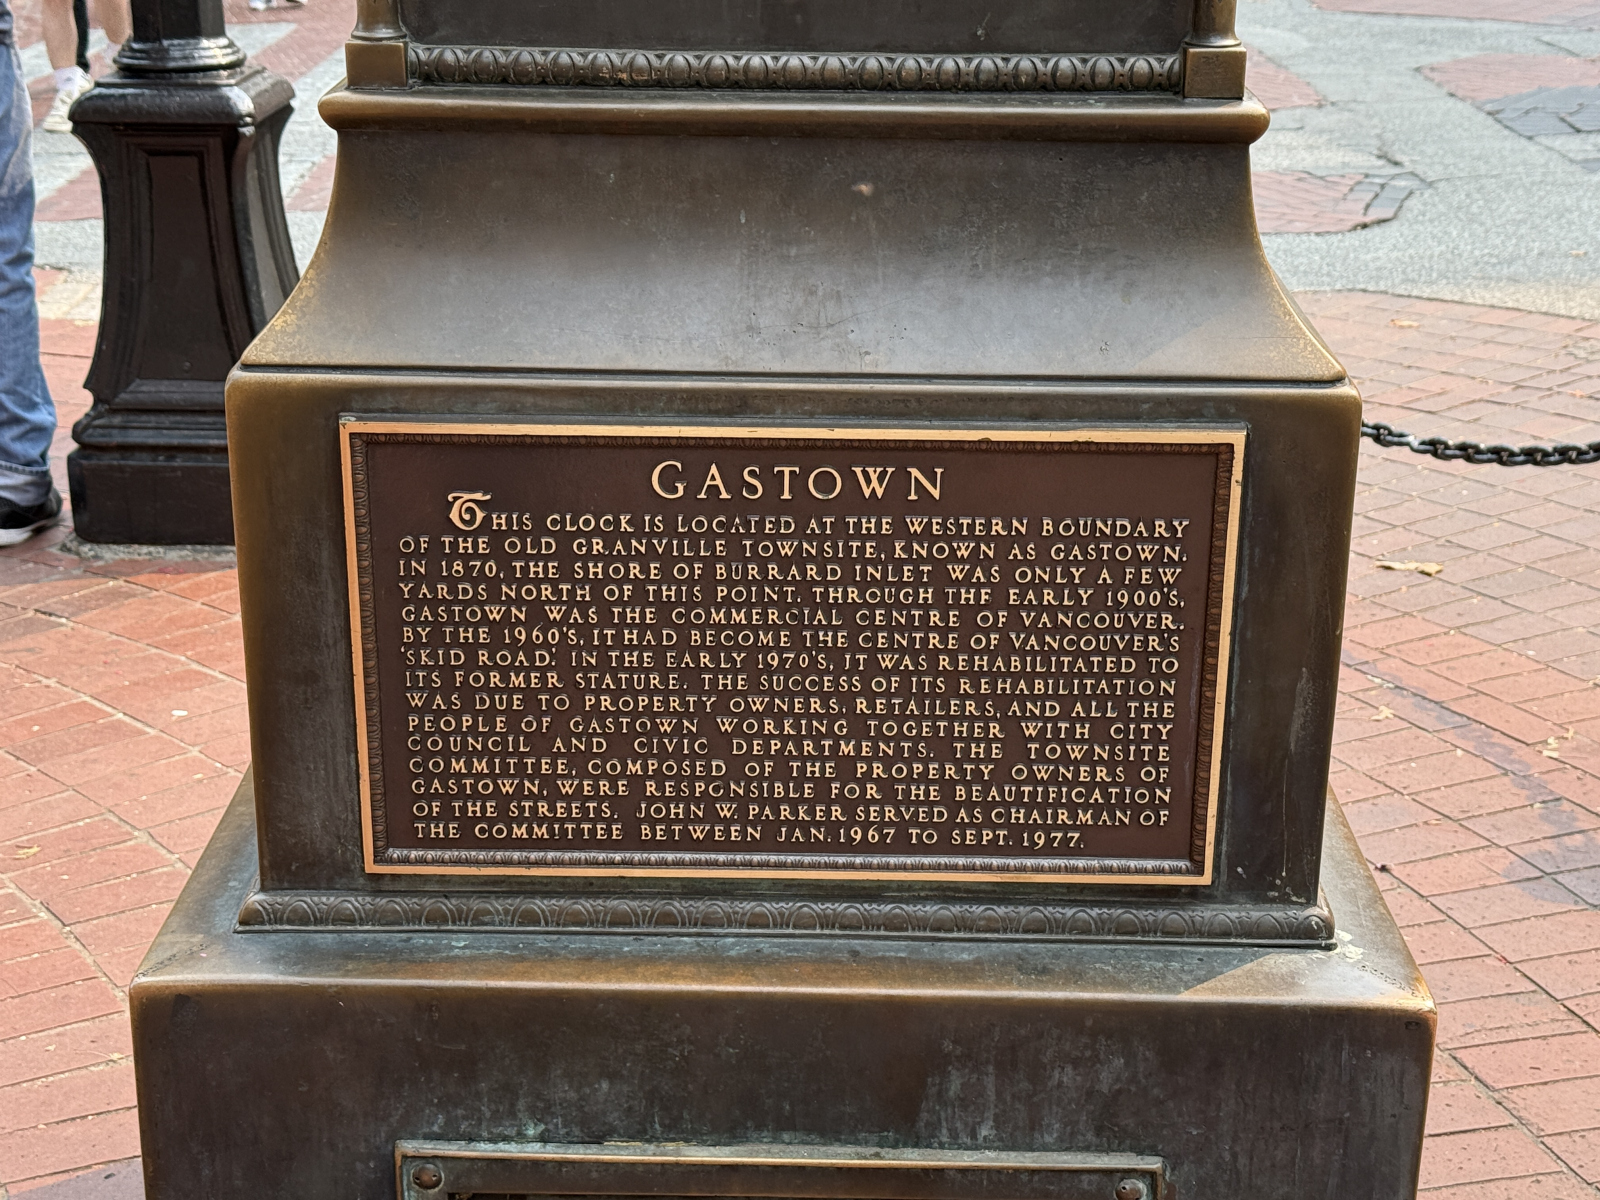 GASTOWN
THIS CLOCK IS LOCATED AT THE WESTERN BOUNDARY
OF THE OLD GRANVILLE TOWNSITE, KNOWN AS GASTOWN.
IN 1870, THE SHORE OF BURRARD INLET WAS ONLY A FEW
YARDS NORTH OF THIS POINT. THROUGH THE EARLY 1900'S,
GASTOWN WAS THE COMMERCIAL CENTRE OF VANCOUVER.
BY THE 1960'S, IT HAD BECOME THE CENTRE OF VANCOUVER'S
'SKID ROAD.' IN THE EARLY 1970'S, IT WAS REHABILITATED TO
ITS FORMER STATURE. THE SUCCESS OF ITS REHABILITATION
WAS DUE TO PROPERTY OWNERS, RETAILERS, AND ALL THE
PEOPLE OF GASTOWN WORKING TOGETHER WITH CITY
COUNCIL AND CIVIC DEPARTMENTS. THE TOWNSITE
COMMITTEE, COMPOSED OF THE PROPERTY OWNERS OF
GASTOWN, WERE RESPONSIBLE FOR THE BEAUTIFICATION
OF THE STREETS. JOHN W. PARKER SERVED AS CHAIRMAN OF
THE COMMITTEE BETWEEN JAN. 1967 TO SEPT. 1977.